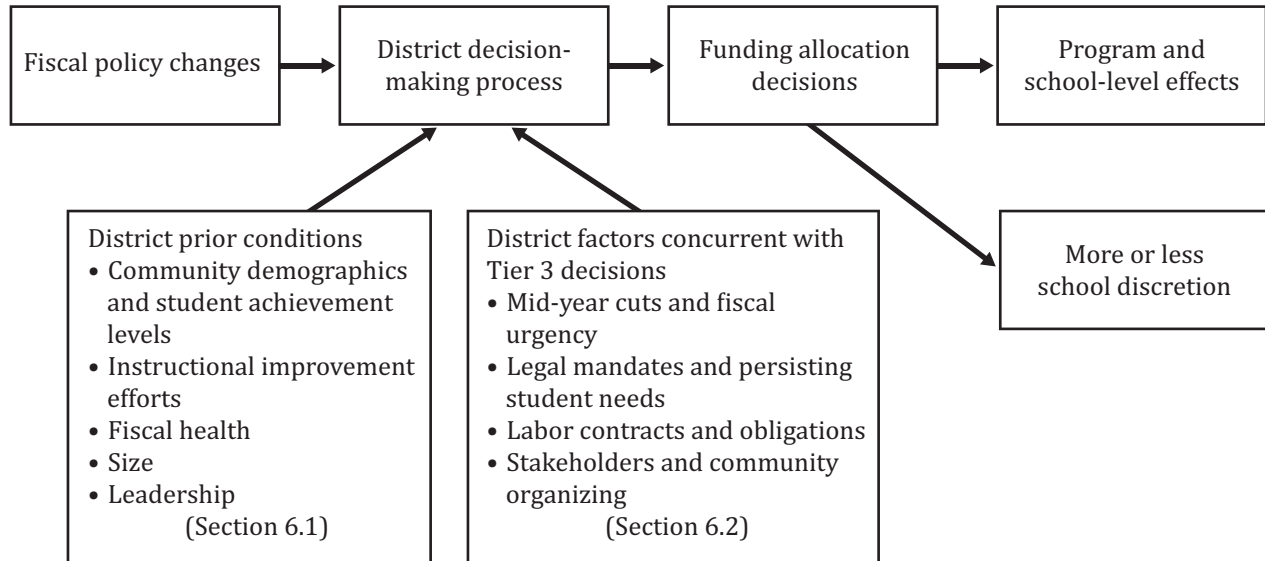 Fiscal policy changes
District decision-
making process
Funding allocation
decisions
Program and
school-level effects
District prior conditions
• Community demographics
and student achievement
levels
• Instructional improvement
efforts
• Fiscal health
• Size
• Leadership
(Section 6.1)
District factors concurrent with
Tier 3 decisions
• Mid-year cuts and fiscal
urgency
• Legal mandates and persisting
student needs
• Labor contracts and obligations
• Stakeholders and community
organizing
(Section 6.2)
More or less
school discretion